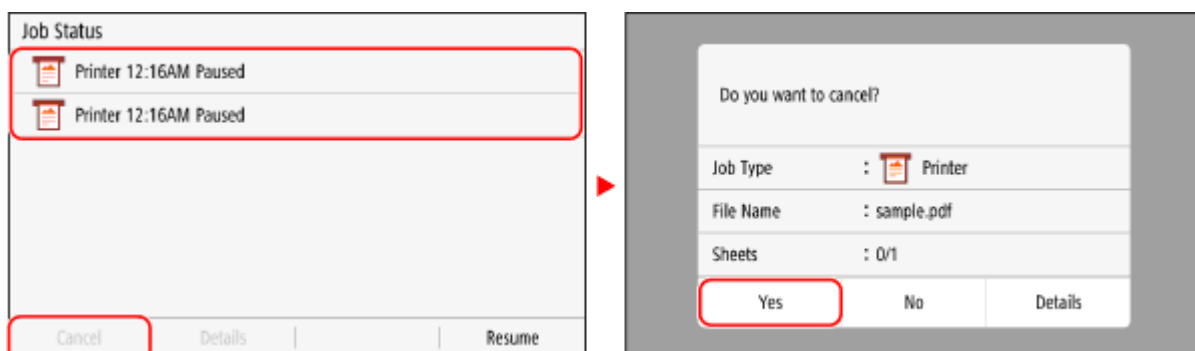 Job Status
Printer 12:16AM Paused
Printer 12:16AM Paused
Cancel Details Resume
Do you want to cancel?
Job Type : Printer
File Name : sample.pdf
Sheets : 0/1
Yes No Details